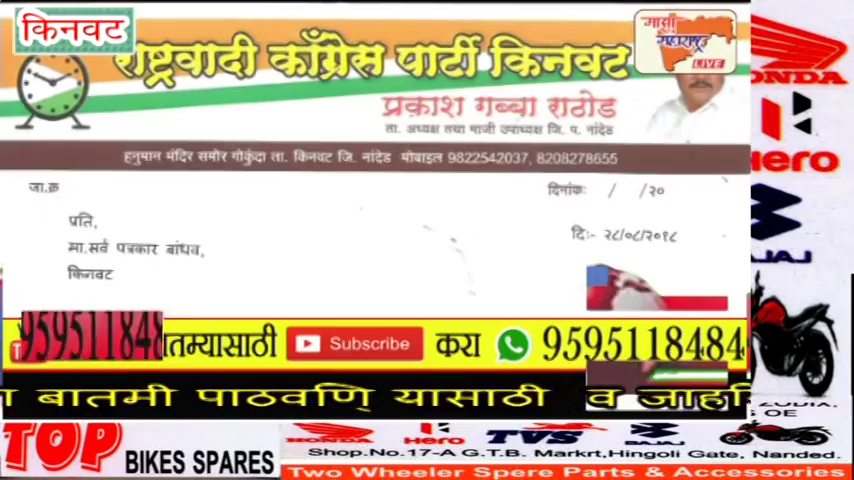 किनवट
राष्ट्रवादी काँग्रेस पार्टी किनवट
माझा महाराष्ट्र
LIVE
प्रकाश गब्बा राठोड
ता. अध्यक्ष तथा माजी उपाध्यक्ष जि. प. नांदेड
हनुमान मंदिर समोर गोकुंदा ता. किनवट जि. नांदेड मोबाइल 9822542037, 8208278655
जा.क्र
दिनांकः / /२०
प्रति,
दिः- २८/०८/२०१८
मा.सर्व पत्रकार बांधव,
किनवट
9595118484
तम्यासाठी Subscribe करा 9595118484
बातमी पाठवणि् यासाठी व जाहि
HONDA
Hero
BAJAJ
TOP BIKES SPARES
HONDA HERO TVS BAJAJ
Shop.No.17-A G.T.B. Markrt,Hingoli Gate, Nanded.
Two Wheeler Spere Parts & Accessories